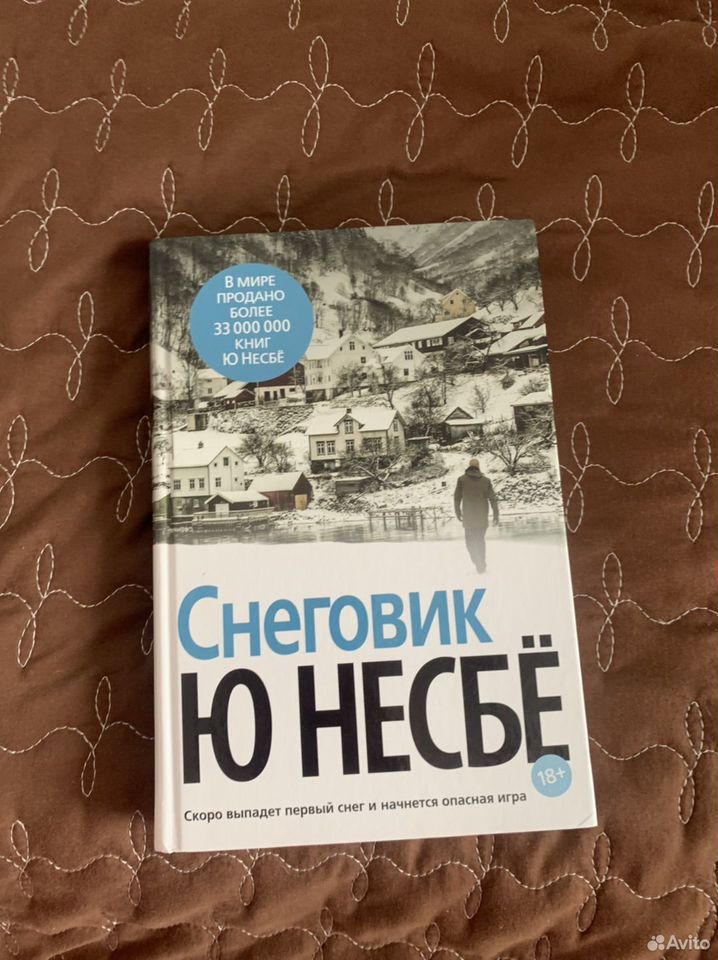 В МИРЕ
ПРОДАНО
БОЛЕЕ
33 000 000
КНИГ
Ю НЕСБЁ
СНЕГОВИК
Ю НЕСБЁ
18+
Скоро выпадет первый снег и начнется опасная игра
Avito